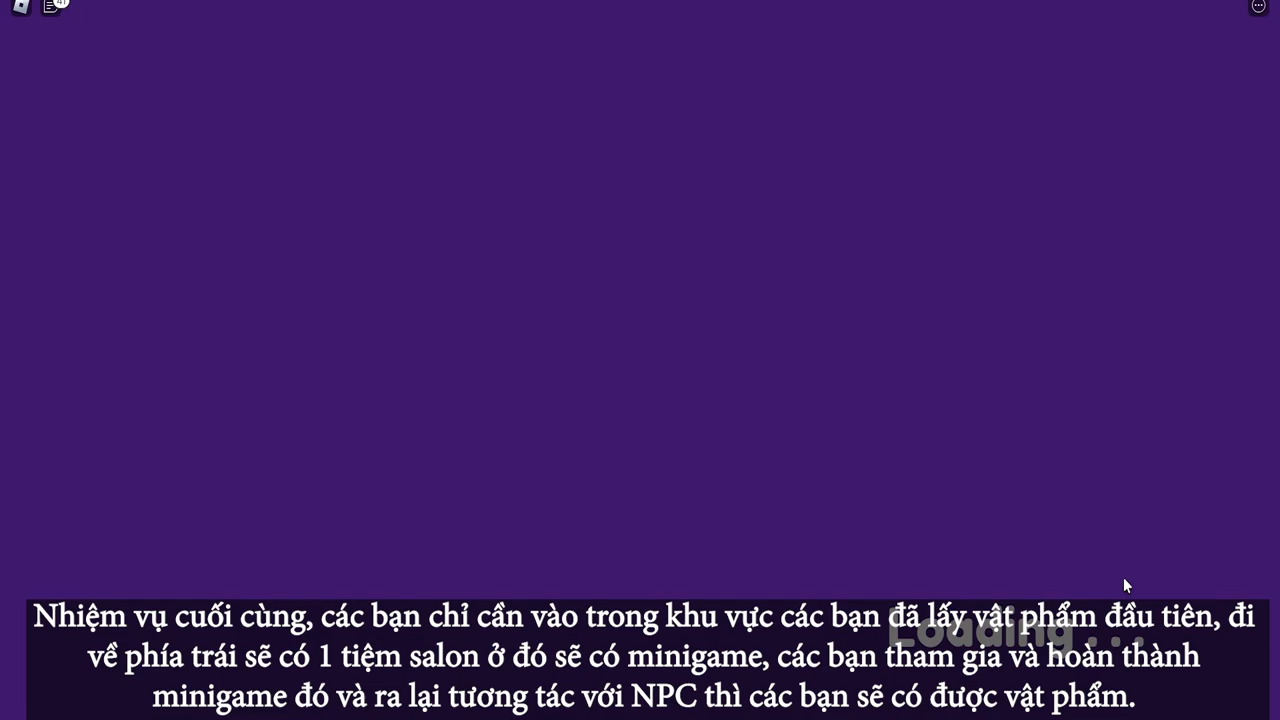 41
Nhiệm vụ cuối cùng, các bạn chỉ cần vào trong khu vực các bạn đã lấy vật phẩm đầu tiên, đi
về phía trái sẽ có 1 tiệm salon ở đó sẽ có minigame, các bạn tham gia và hoàn thành
minigame đó và ra lại tương tác với NPC thì các bạn sẽ có được vật phẩm.
Loading . . .